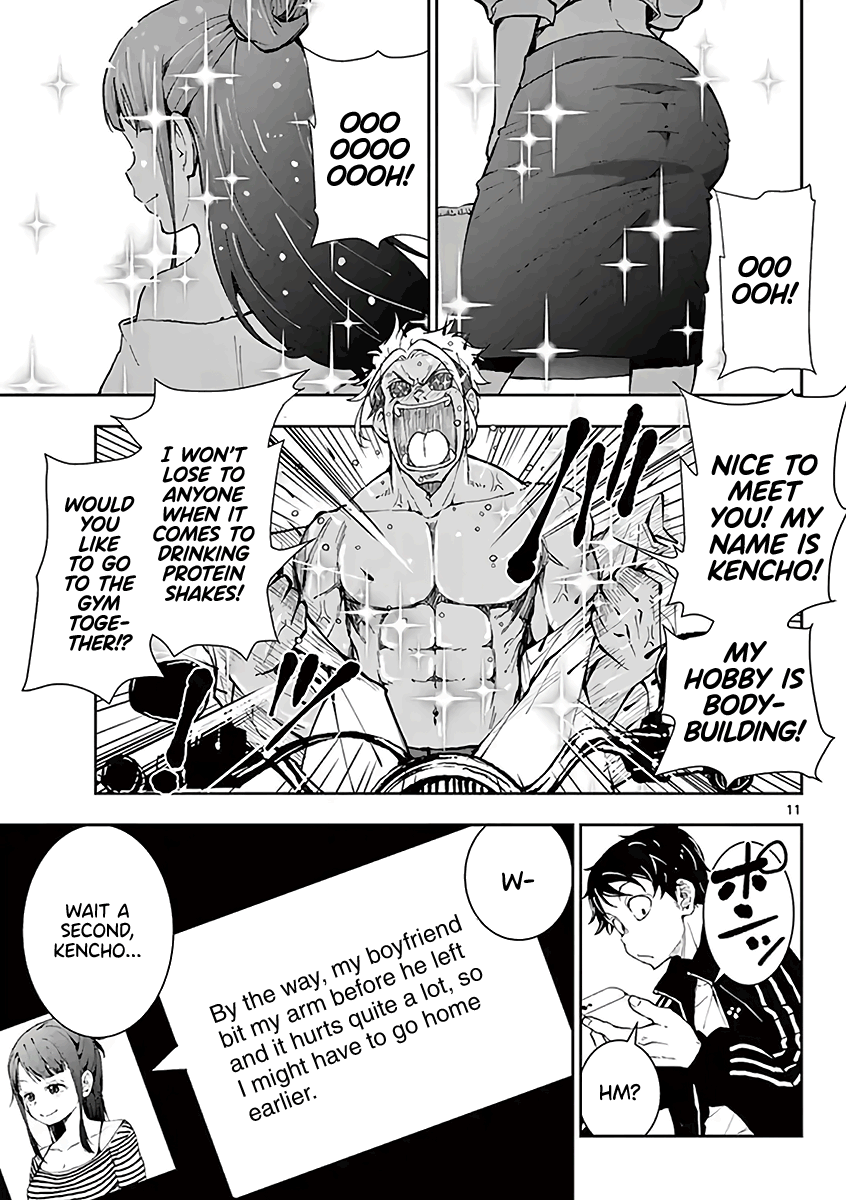 OOO
OOH!
OOO
OOOO
OOOH!
NICE TO
MEET
YOU! MY
NAME IS
KENCHO!
MY
HOBBY IS
BODY-
BUILDING!
I WON'T
LOSE TO
ANYONE
WHEN IT
COMES TO
DRINKING
PROTEIN
SHAKES!
WOULD
YOU
LIKE
TO GO
TO THE
GYM
TOGE-
THER!?
11
ポニッ
HM?
W-
By the way, my boyfriend
bit my arm before he left
and it hurts quite a lot, so
I might have to go home
earlier.
WAIT A
SECOND,
KENCHO...